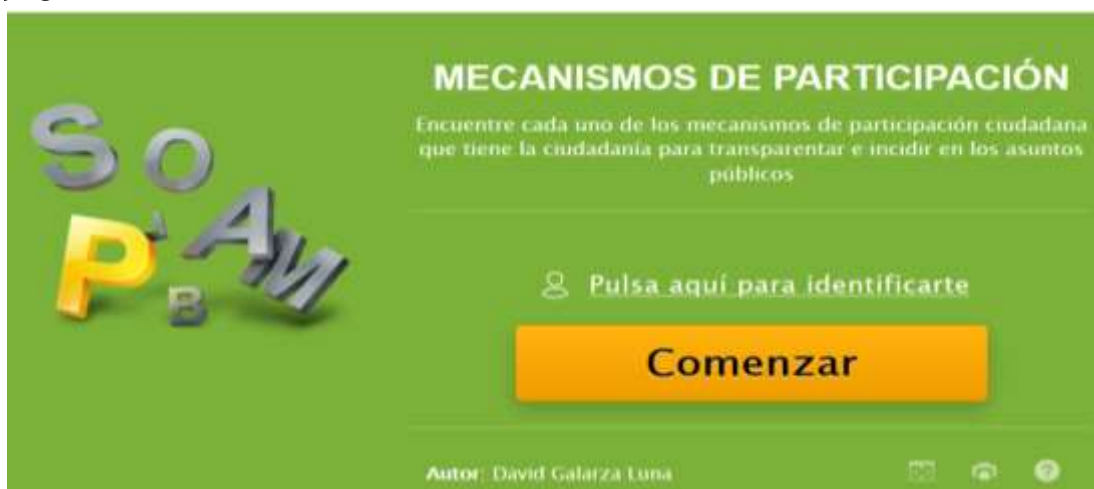 S O A M P B
MECANISMOS DE PARTICIPACIÓN
Encuentre cada uno de los mecanismos de participación ciudadana
que tiene la ciudadanía para transparentar e incidir en los asuntos
públicos
Pulsa aquí para identificarte
Comenzar
Autor: David Galarza Luna